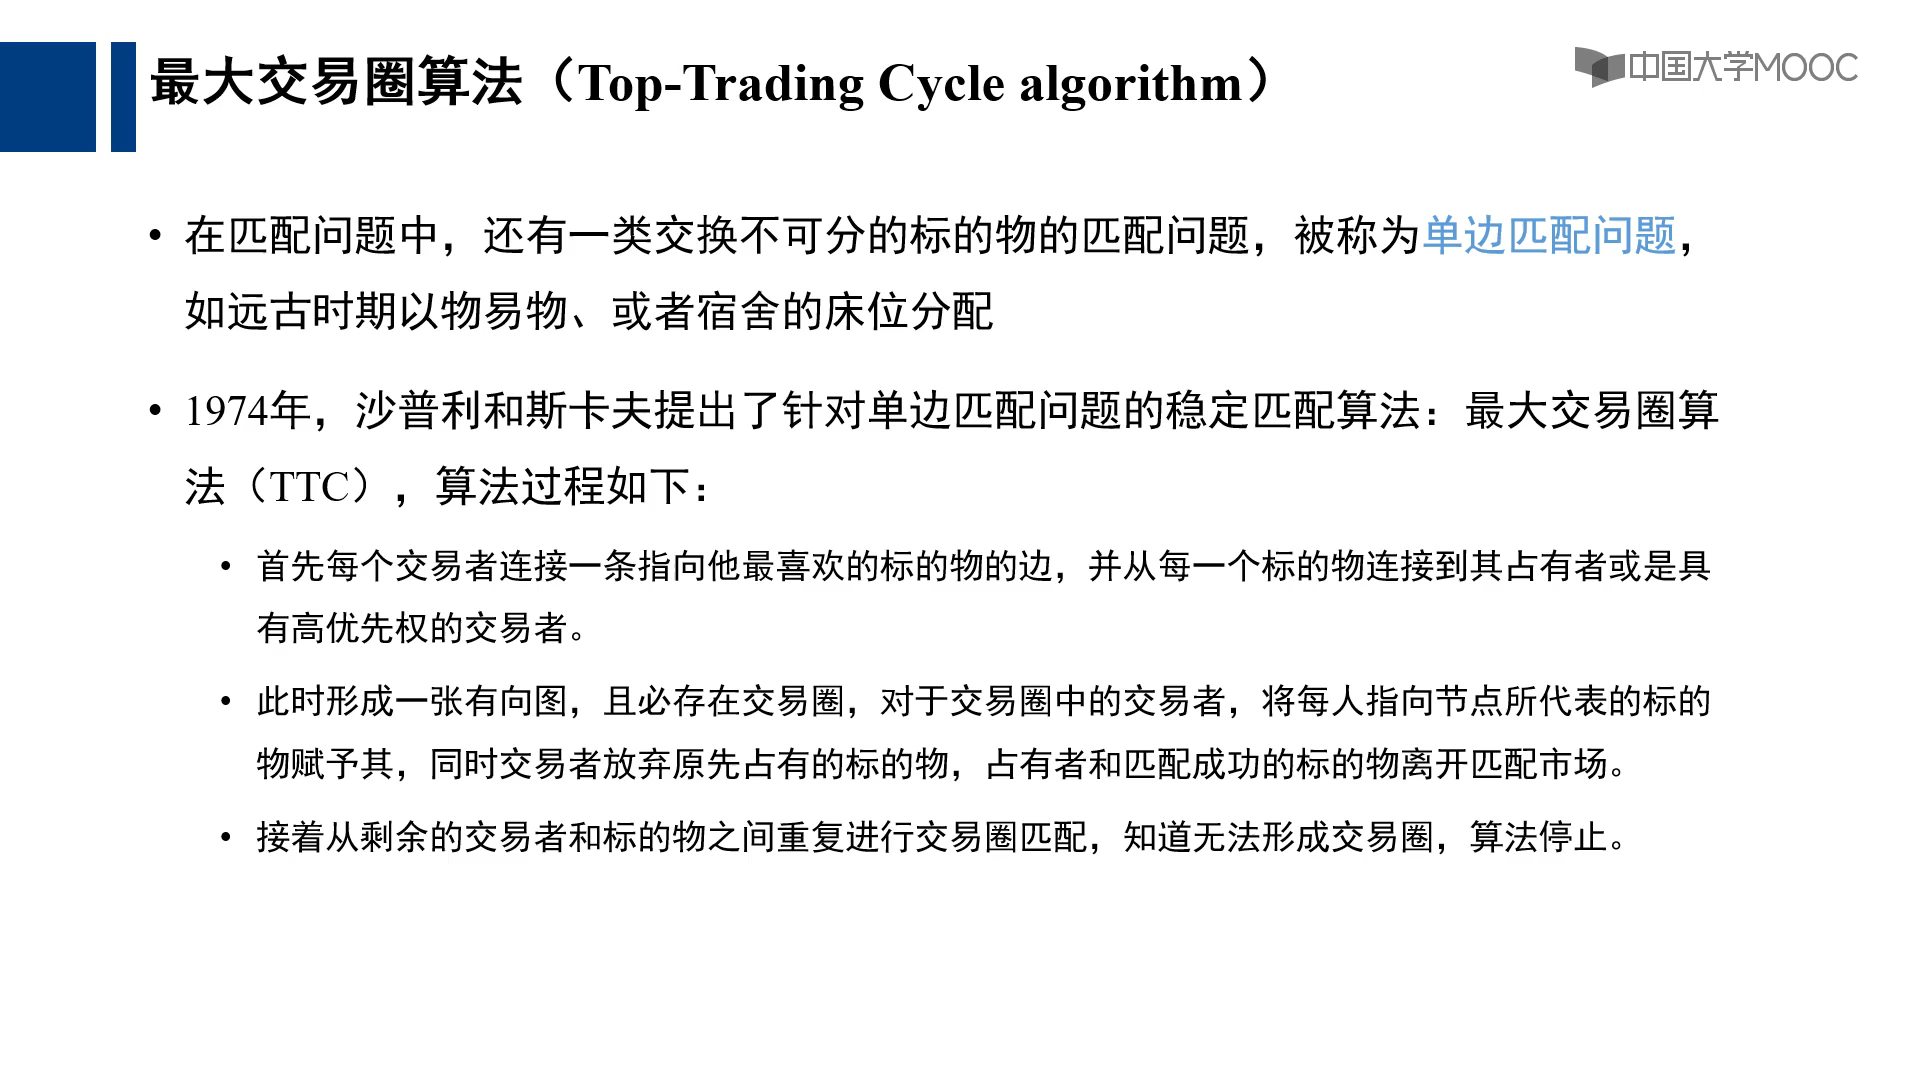 最大交易圈算法（Top-Trading Cycle algorithm）
中国大学MOOC
• 在匹配问题中，还有一类交换不可分的标的物的匹配问题，被称为单边匹配问题，
如远古时期以物易物、或者宿舍的床位分配
• 1974年，沙普利和斯卡夫提出了针对单边匹配问题的稳定匹配算法：最大交易圈算
法（TTC），算法过程如下：
• 首先每个交易者连接一条指向他最喜欢的标的物的边，并从每一个标的物连接到其占有者或是具
有高优先权的交易者。
• 此时形成一张有向图，且必存在交易圈，对于交易圈中的交易者，将每人指向节点所代表的标的
物赋予其，同时交易者放弃原先占有的标的物，占有者和匹配成功的标的物离开匹配市场。
• 接着从剩余的交易者和标的物之间重复进行交易圈匹配，知道无法形成交易圈，算法停止。